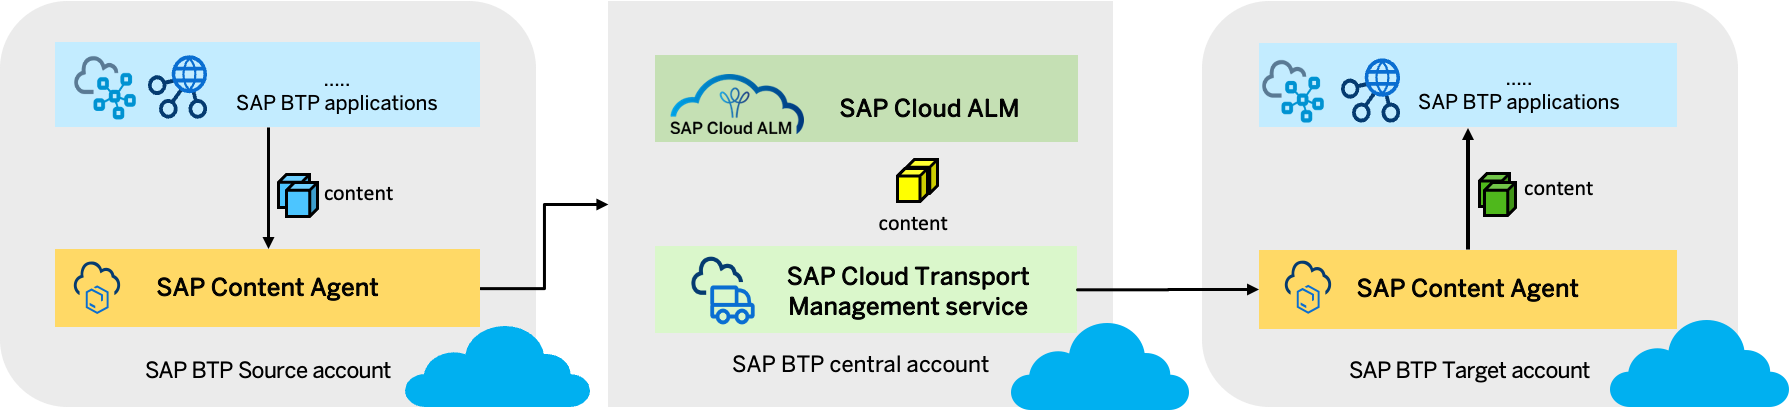 .....
SAP BTP applications
content
SAP Content Agent
SAP BTP Source account
SAP Cloud ALM
SAP Cloud ALM
content
SAP Cloud Transport
Management service
SAP BTP central account
.....
SAP BTP applications
content
SAP Content Agent
SAP BTP Target account